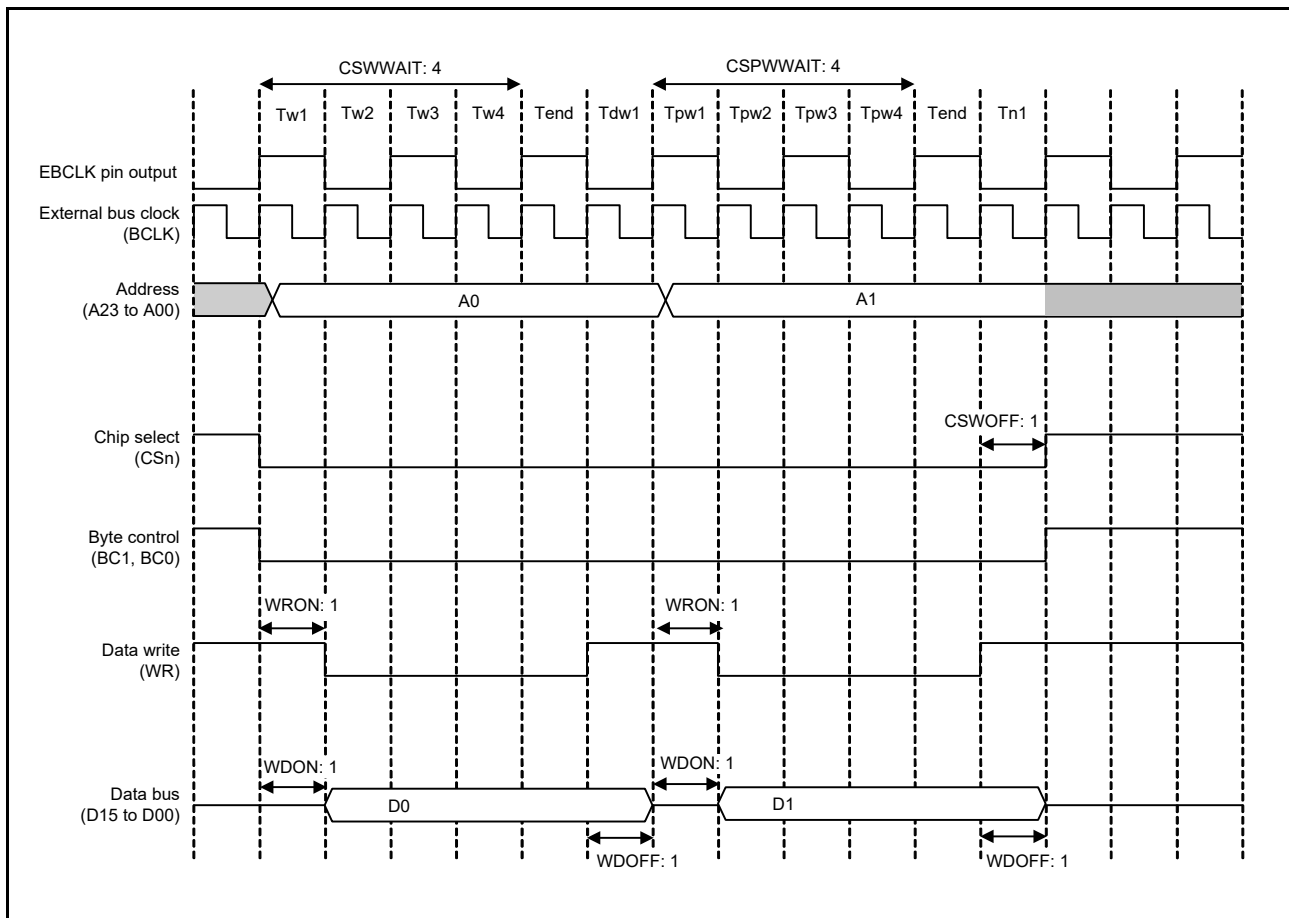 CSWWAIT: 4 CSPWWAIT: 4
Tw1 Tw2 Tw3 Tw4 Tend Tdw1 Tpw1 Tpw2 Tpw3 Tpw4 Tend Tn1
EBCLK pin output
External bus clock
(BCLK)
Address
(A23 to A00)
A0 A1
CSWOFF: 1
Chip select
(CSn)
Byte control
(BC1, BC0)
WRON: 1 WRON: 1
Data write
(WR)
WDON: 1 WDON: 1
Data bus
(D15 to D00)
D0 D1
WDOFF: 1 WDOFF: 1